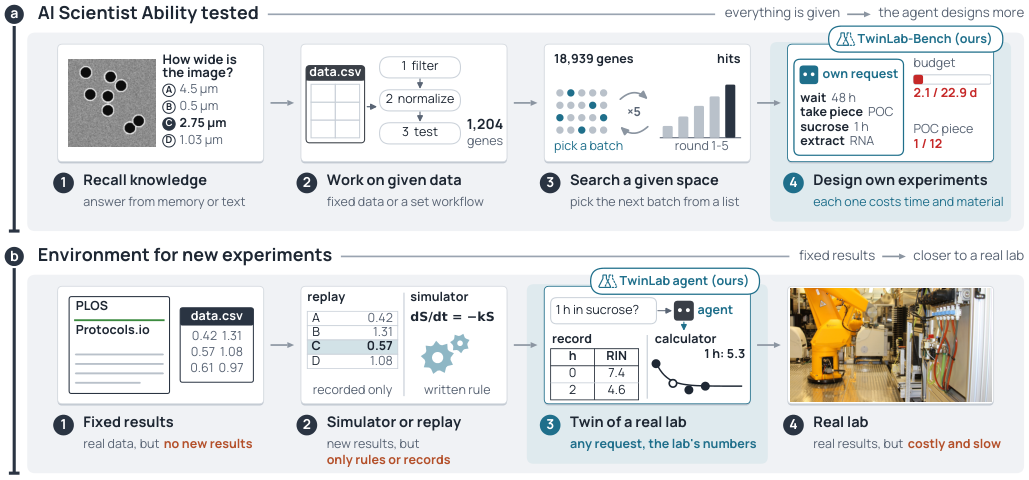 a AI Scientist Ability tested
everything is given → the agent designs more
How wide is
the image?
A 4.5 µm
B 0.5 µm
C 2.75 µm
D 1.03 µm
1 Recall knowledge
answer from memory or text
data.csv
1 filter
2 normalize
3 test
1,204
genes
2 Work on given data
fixed data or a set workflow
18,939 genes
hits
×5
pick a batch
round 1-5
3 Search a given space
pick the next batch from a list
TwinLab-Bench (ours)
own request
wait 48 h
take piece POC
sucrose 1 h
extract RNA
budget
2.1 / 22.9 d
POC piece
1 / 12
4 Design own experiments
each one costs time and material
b Environment for new experiments
fixed results → closer to a real lab
PLOS
Protocols.io
data.csv
0.42 1.31
0.57 1.08
0.61 0.97
1 Fixed results
real data, but no new results
replay
A 0.42
B 1.31
C 0.57
D 1.08
recorded only
simulator
dS/dt = −kS
written rule
2 Simulator or replay
new results, but
only rules or records
TwinLab agent (ours)
1 h in sucrose?
agent
record
h RIN
0 7.4
2 4.6
calculator
1 h: 5.3
3 Twin of a real lab
any request, the lab's numbers
4 Real lab
real results, but costly and slow